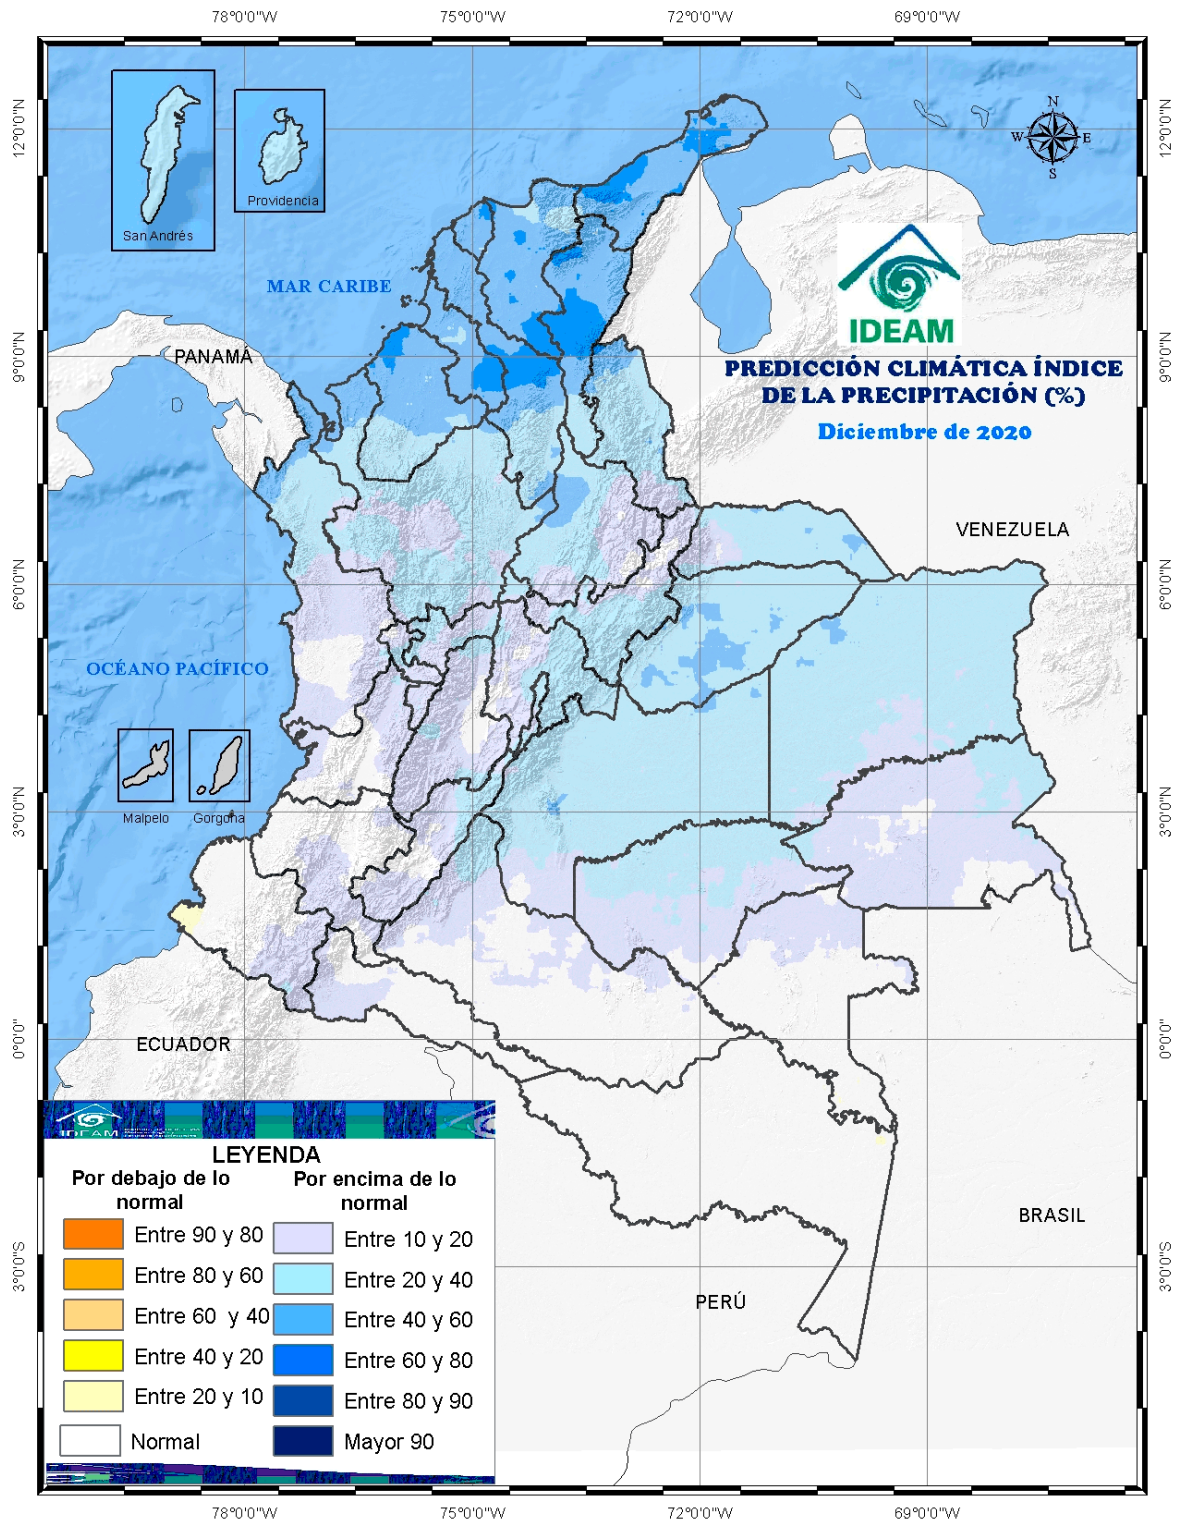 78°0'0"W
75°0'0"W
72°0'0"W
69°0'0"W
12°0'0"N
12°0'0"N
N
W
E
S
San Andrés
Providencia
MAR CARIBE
IDEAM
PANAMÁ
9°0'0"N
9°0'0"N
PREDICCIÓN CLIMÁTICA ÍNDICE
DE LA PRECIPITACIÓN (%)
Diciembre de 2020
VENEZUELA
6°0'0"N
6°0'0"N
OCÉANO PACÍFICO
Malpelo
Gorgona
3°0'0"N
3°0'0"N
ECUADOR
0°0'0"
0°0'0"
IDEAM
LEYENDA
Por debajo de lo
normal
Entre 90 y 80
Entre 80 y 60
Entre 60 y 40
Entre 40 y 20
Entre 20 y 10
Normal
Por encima de lo
normal
Entre 10 y 20
Entre 20 y 40
Entre 40 y 60
Entre 60 y 80
Entre 80 y 90
Mayor 90
BRASIL
PERÚ
3°0'0"S
3°0'0"S
78°0'0"W
75°0'0"W
72°0'0"W
69°0'0"W